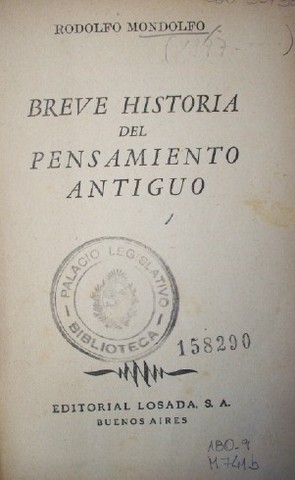 RODOLFO MONDOLFO
BREVE HISTORIA
DEL
PENSAMIENTO
ANTIGUO
PALACIO LEGISLATIVO
BIBLIOTECA
158290
EDITORIAL LOSADA, S. A.
BUENOS AIRES
180.9
M741b